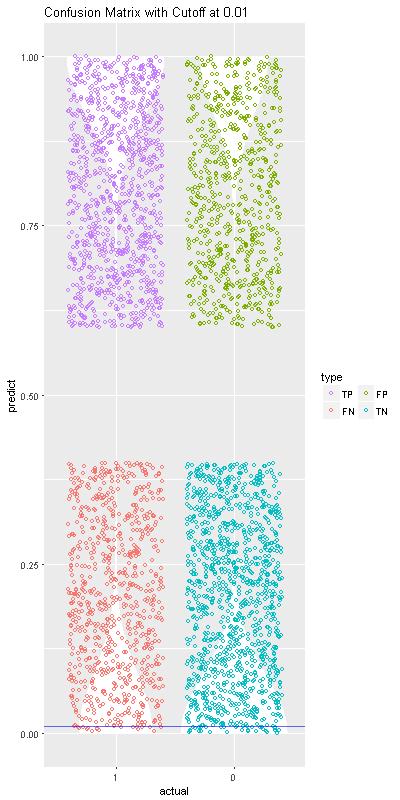 Confusion Matrix with Cutoff at 0.01
1.00
0.75
0.50
0.25
0.00
predict
1 0
actual
type
TP FP
FN TN